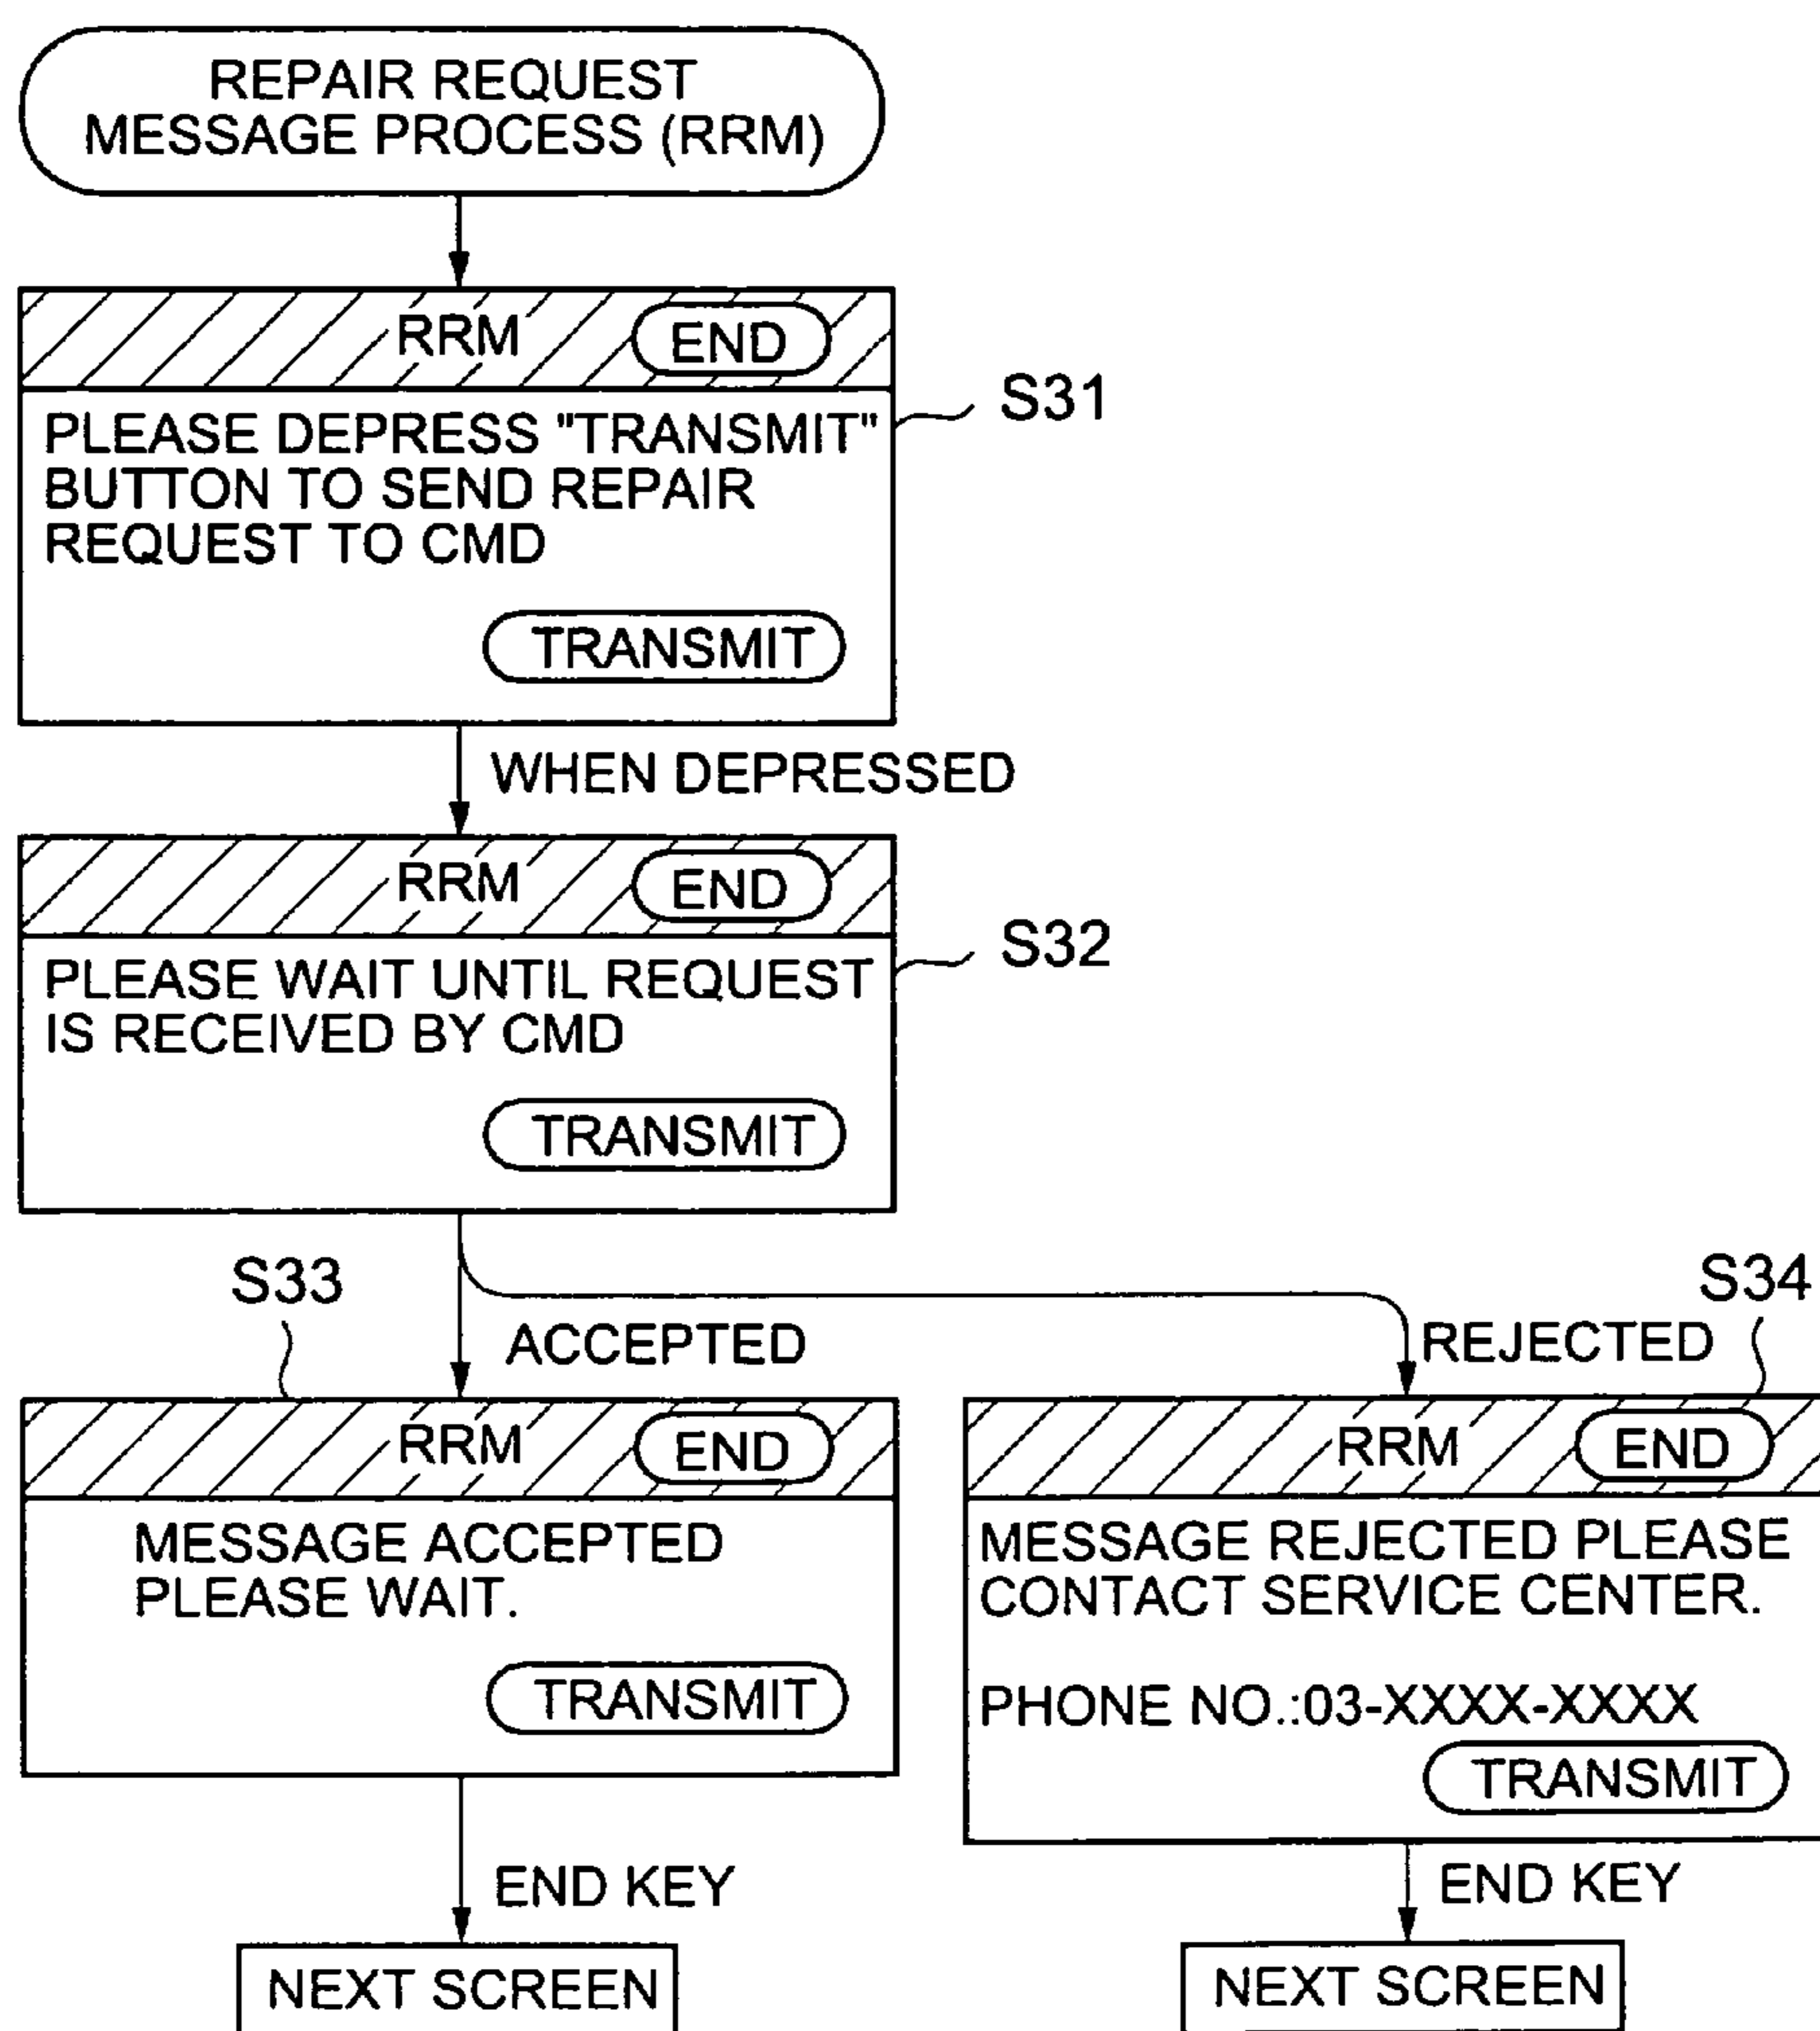 REPAIR REQUEST
MESSAGE PROCESS (RRM)
RRM END
S31
PLEASE DEPRESS "TRANSMIT"
BUTTON TO SEND REPAIR
REQUEST TO CMD
TRANSMIT
WHEN DEPRESSED
RRM END
S32
PLEASE WAIT UNTIL REQUEST
IS RECEIVED BY CMD
TRANSMIT
S33
ACCEPTED
RRM END
MESSAGE ACCEPTED
PLEASE WAIT.
TRANSMIT
END KEY
NEXT SCREEN
S34
REJECTED
RRM END
MESSAGE REJECTED PLEASE
CONTACT SERVICE CENTER.
PHONE NO.:03-XXXX-XXXX
TRANSMIT
END KEY
NEXT SCREEN